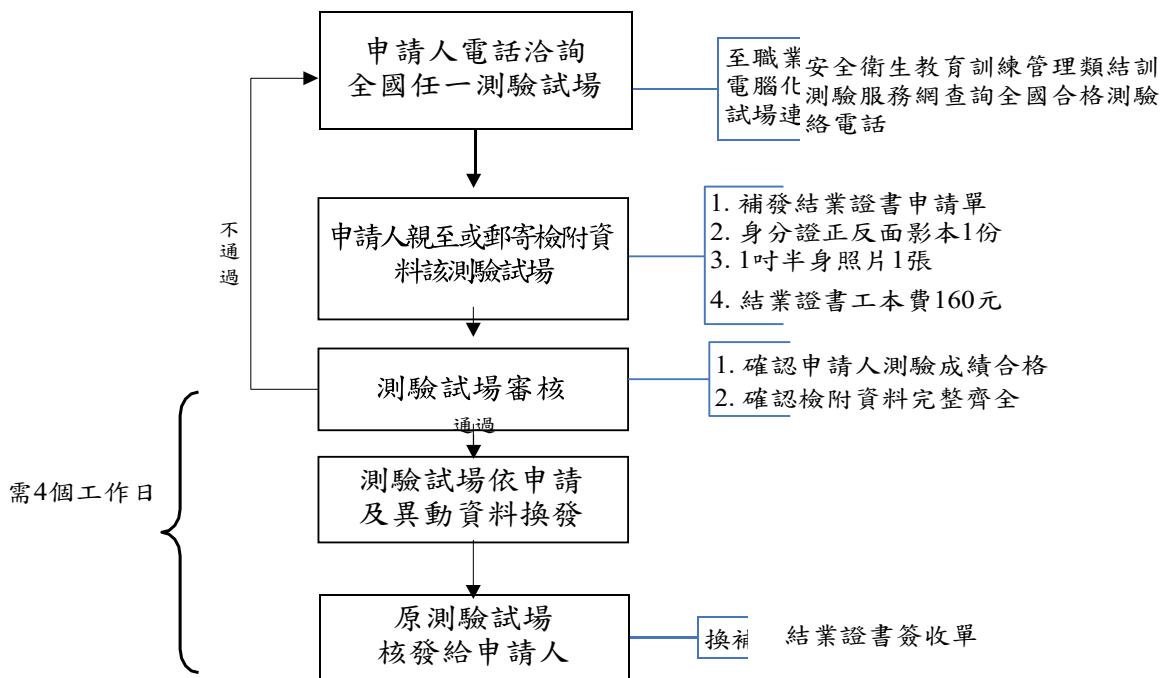 申請人電話洽詢
全國任一測驗試場
至職業安全衛生教育訓練管理類結訓
電腦化測驗服務網查詢全國合格測驗
試場連絡電話
不通過
申請人親至或郵寄檢附資
料該測驗試場
1. 補發結業證書申請單
2. 身分證正反面影本1份
3. 1吋半身照片1張
4. 結業證書工本費160元
測驗試場審核
1. 確認申請人測驗成績合格
2. 確認檢附資料完整齊全
通過
需4個工作日
測驗試場依申請
及異動資料換發
原測驗試場
核發給申請人
換補 結業證書簽收單